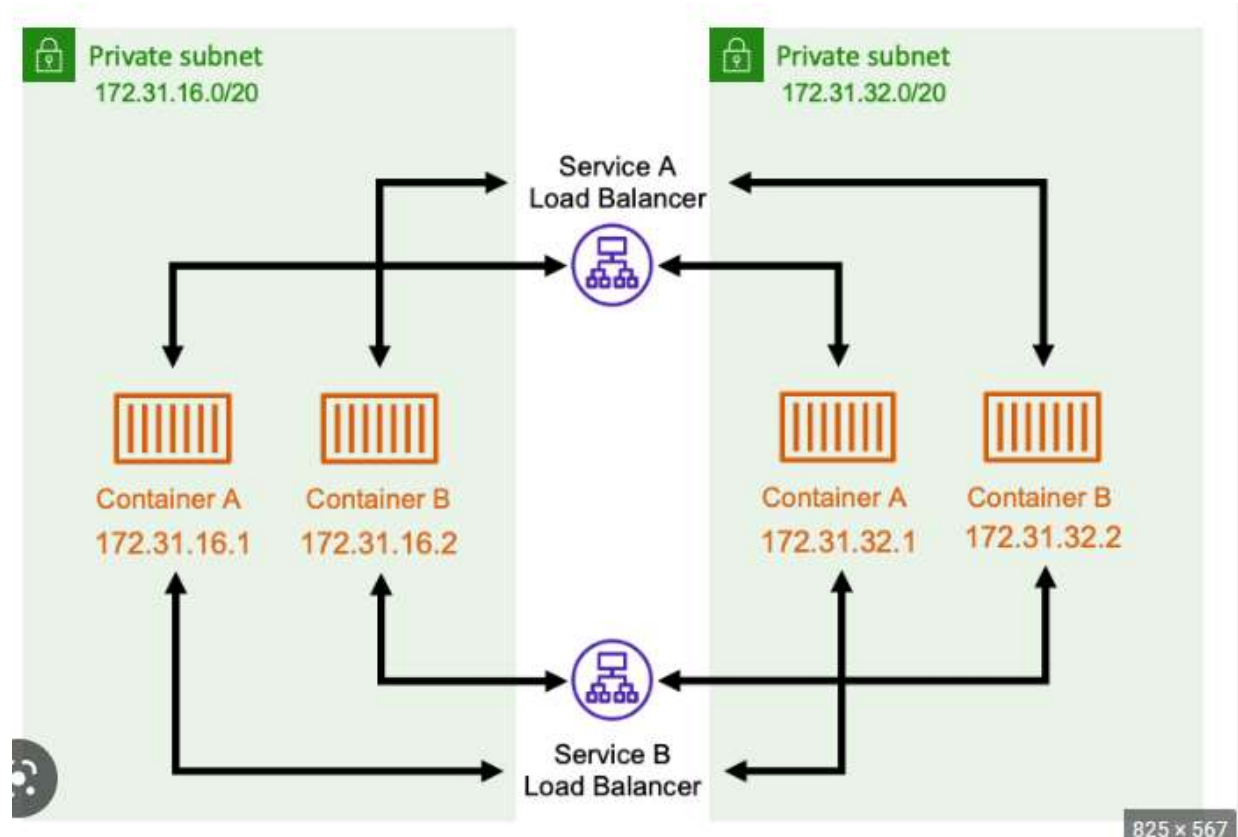 Private subnet
172.31.16.0/20
Private subnet
172.31.32.0/20
Service A
Load Balancer
Container A
172.31.16.1
Container B
172.31.16.2
Container A
172.31.32.1
Container B
172.31.32.2
Service B
Load Balancer
825 × 567